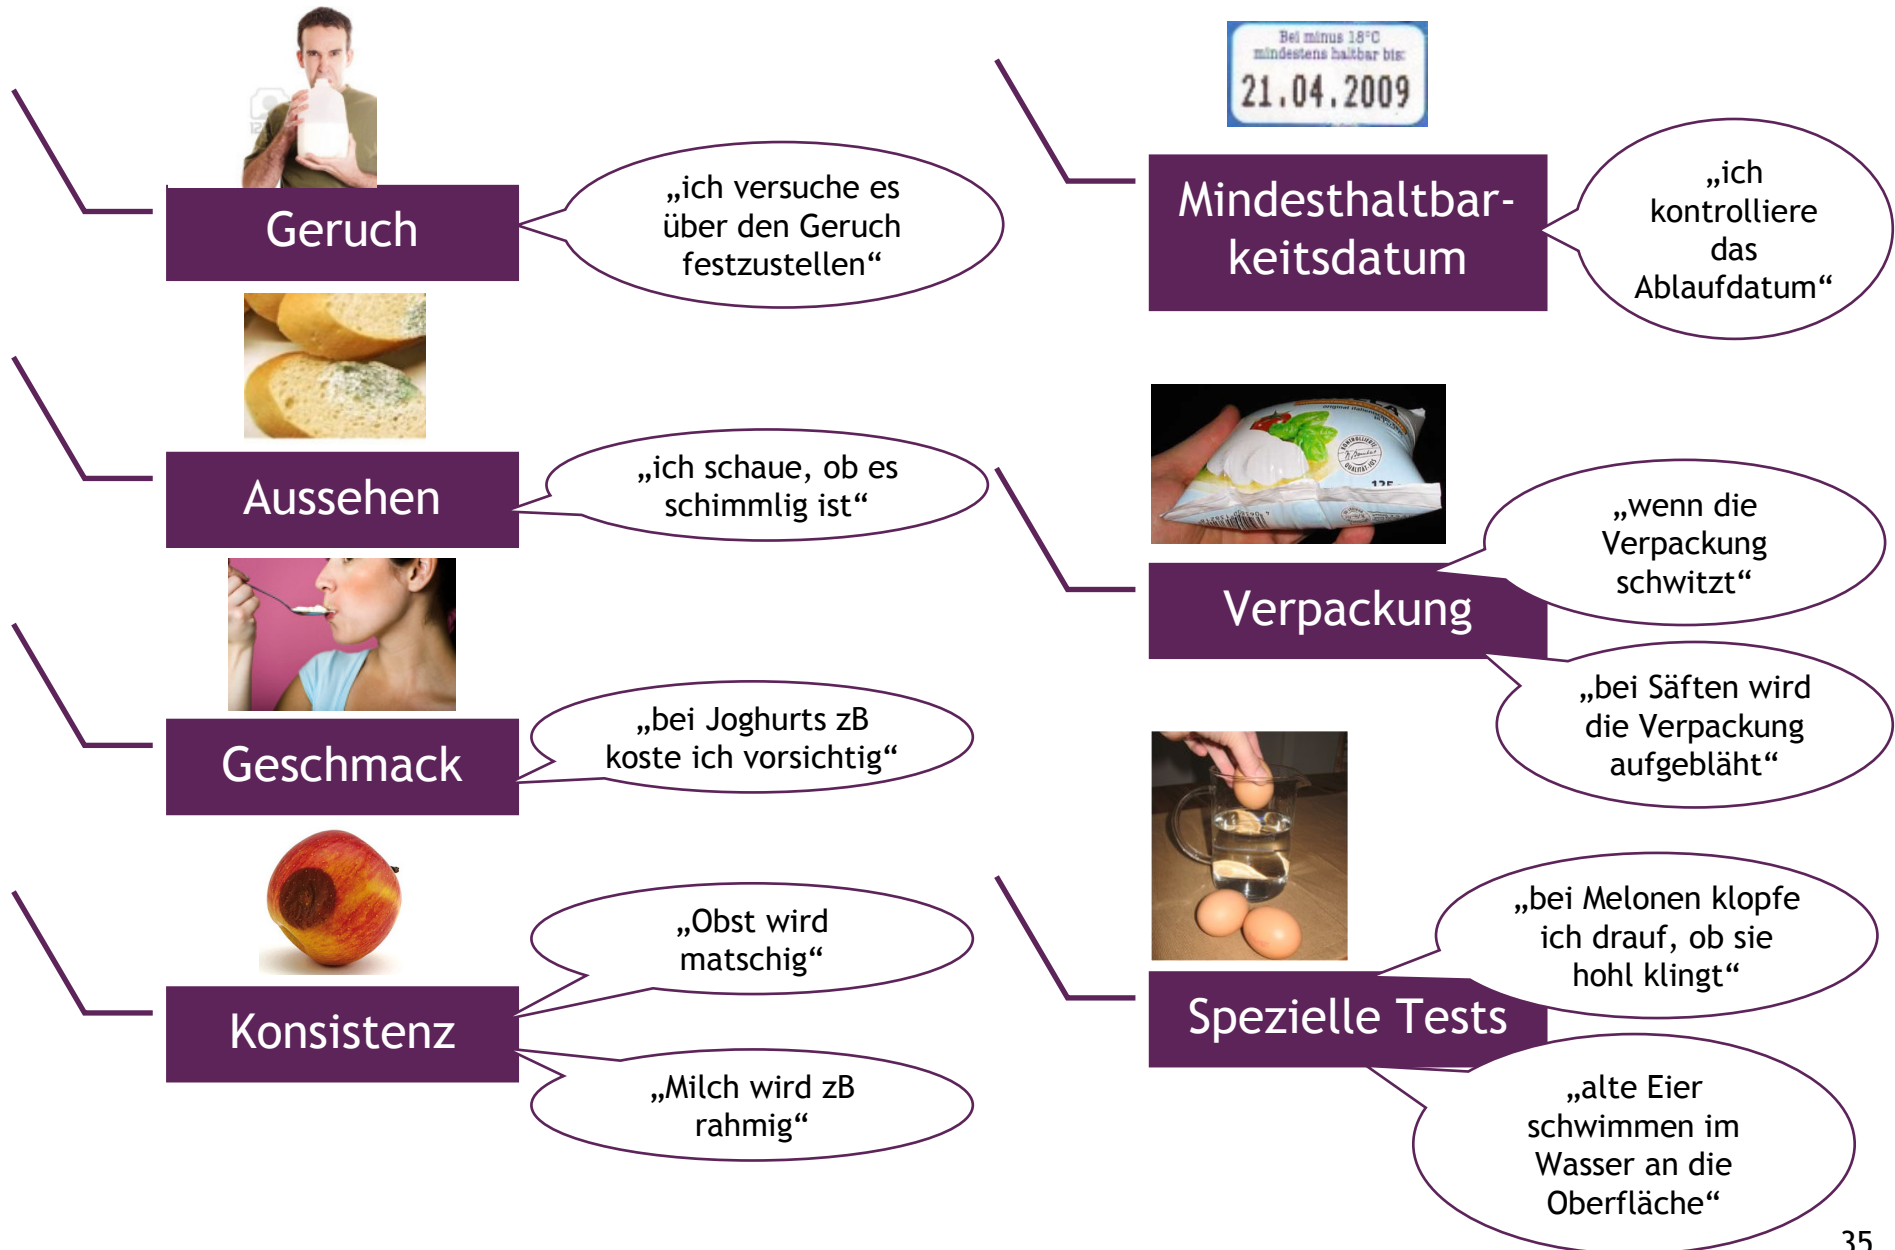 Geruch
„ich versuche es
über den Geruch
festzustellen“
Aussehen
„ich schaue, ob es
schimmlig ist“
Geschmack
„bei Joghurts zB
koste ich vorsichtig“
Konsistenz
„Obst wird
matschig“
„Milch wird zB
rahmig“
Bei minus 18°C
mindestens haltbar bis:
21.04.2009
Mindesthaltbar-
keitsdatum
„ich
kontrolliere
das
Ablaufdatum“
KONTROLLIERTE
QUALITÄT
125
Verpackung
„wenn die
Verpackung
schwitzt“
„bei Säften wird
die Verpackung
aufgebläht“
Spezielle Tests
„bei Melonen klopfe
ich drauf, ob sie
hohl klingt“
„alte Eier
schwimmen im
Wasser an die
Oberfläche“
35